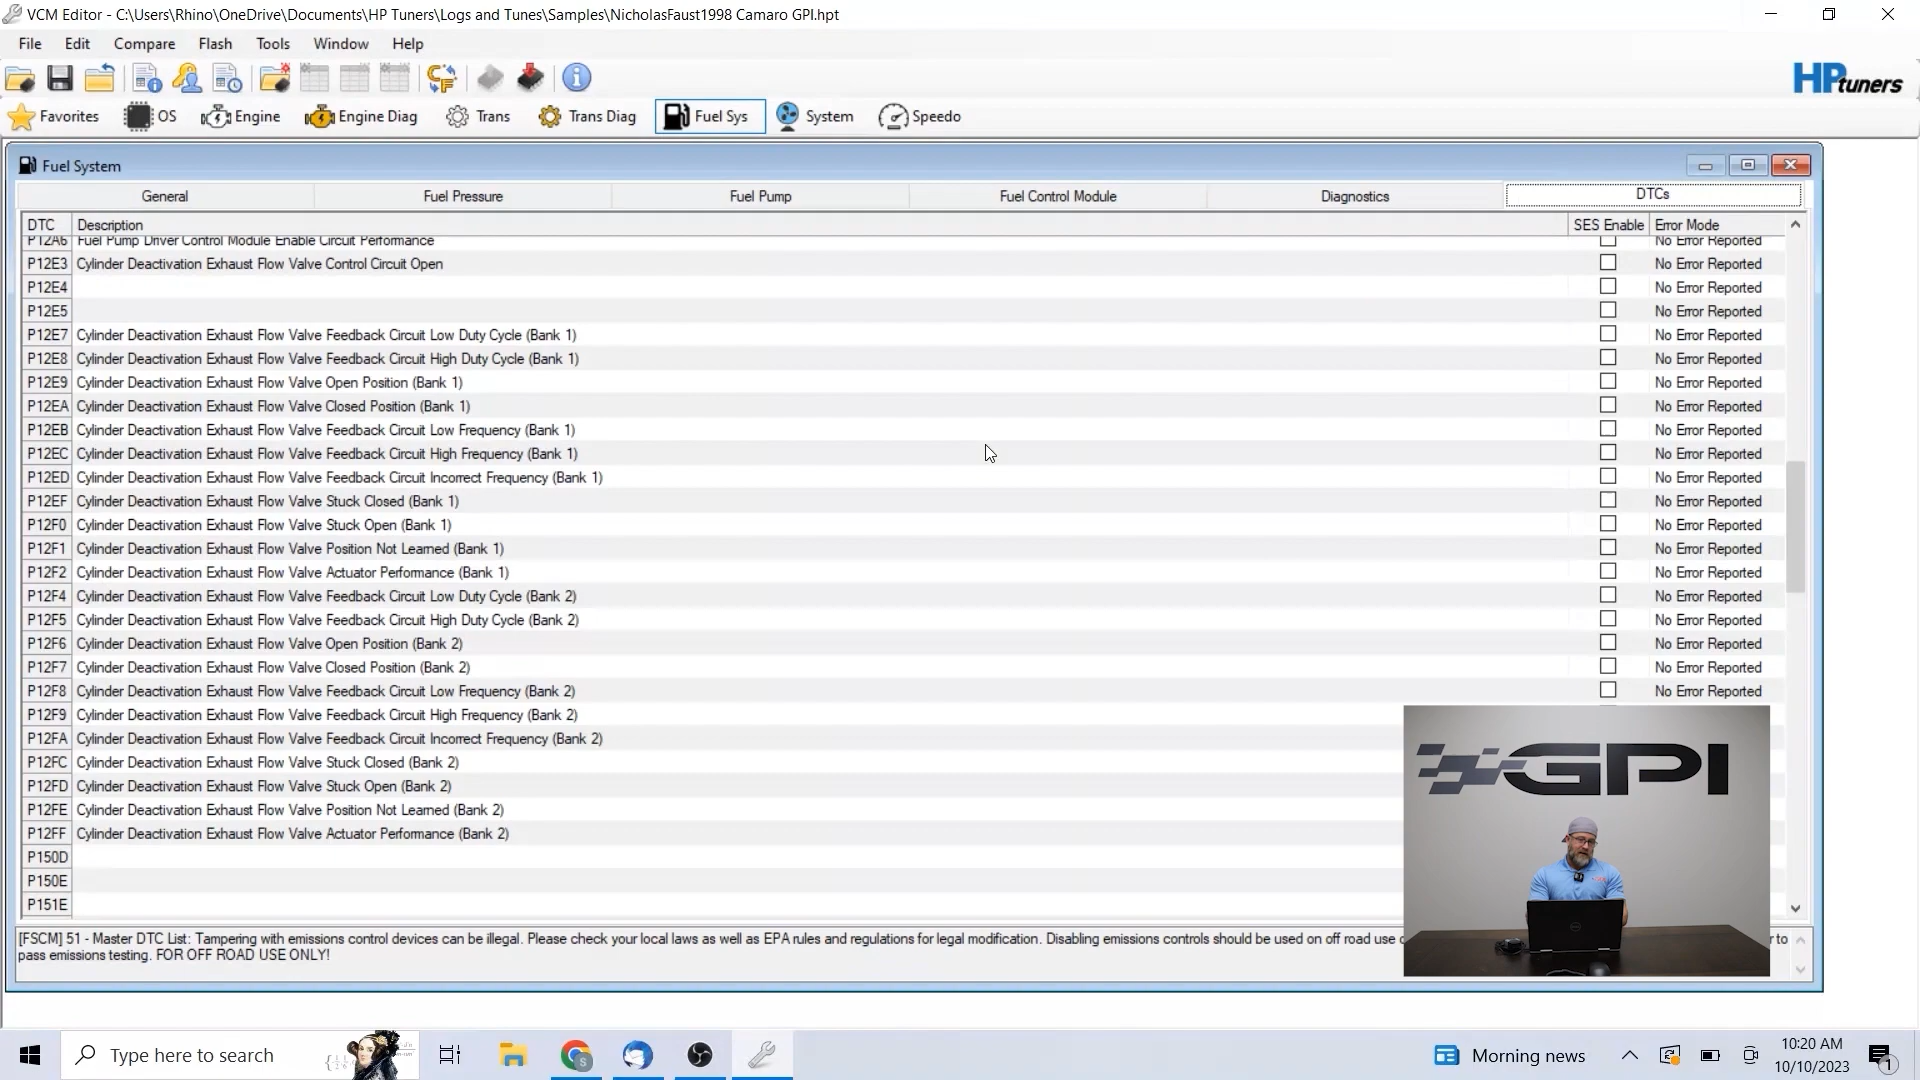 VCM Editor - C:\Users\Rhino\OneDrive\Documents\HP Tuners\Logs and Tunes\Samples\NicholasFaust1998 Camaro GPI.hpt
File Edit Compare Flash Tools Window Help
HPtuners
Favorites OS Engine Engine Diag Trans Trans Diag Fuel Sys System Speedo
Fuel System
General Fuel Pressure Fuel Pump Fuel Control Module Diagnostics DTCs
DTC Description SES Enable Error Mode
P12A6 Fuel Pump Driver Control Module Enable Circuit Performance No Error Reported
P12E3 Cylinder Deactivation Exhaust Flow Valve Control Circuit Open No Error Reported
P12E4 No Error Reported
P12E5 No Error Reported
P12E7 Cylinder Deactivation Exhaust Flow Valve Feedback Circuit Low Duty Cycle (Bank 1) No Error Reported
P12E8 Cylinder Deactivation Exhaust Flow Valve Feedback Circuit High Duty Cycle (Bank 1) No Error Reported
P12E9 Cylinder Deactivation Exhaust Flow Valve Open Position (Bank 1) No Error Reported
P12EA Cylinder Deactivation Exhaust Flow Valve Closed Position (Bank 1) No Error Reported
P12EB Cylinder Deactivation Exhaust Flow Valve Feedback Circuit Low Frequency (Bank 1) No Error Reported
P12EC Cylinder Deactivation Exhaust Flow Valve Feedback Circuit High Frequency (Bank 1) No Error Reported
P12ED Cylinder Deactivation Exhaust Flow Valve Feedback Circuit Incorrect Frequency (Bank 1) No Error Reported
P12EF Cylinder Deactivation Exhaust Flow Valve Stuck Closed (Bank 1) No Error Reported
P12F0 Cylinder Deactivation Exhaust Flow Valve Stuck Open (Bank 1) No Error Reported
P12F1 Cylinder Deactivation Exhaust Flow Valve Position Not Learned (Bank 1) No Error Reported
P12F2 Cylinder Deactivation Exhaust Flow Valve Actuator Performance (Bank 1) No Error Reported
P12F4 Cylinder Deactivation Exhaust Flow Valve Feedback Circuit Low Duty Cycle (Bank 2) No Error Reported
P12F5 Cylinder Deactivation Exhaust Flow Valve Feedback Circuit High Duty Cycle (Bank 2) No Error Reported
P12F6 Cylinder Deactivation Exhaust Flow Valve Open Position (Bank 2) No Error Reported
P12F7 Cylinder Deactivation Exhaust Flow Valve Closed Position (Bank 2) No Error Reported
P12F8 Cylinder Deactivation Exhaust Flow Valve Feedback Circuit Low Frequency (Bank 2) No Error Reported
P12F9 Cylinder Deactivation Exhaust Flow Valve Feedback Circuit High Frequency (Bank 2)
P12FA Cylinder Deactivation Exhaust Flow Valve Feedback Circuit Incorrect Frequency (Bank 2)
P12FC Cylinder Deactivation Exhaust Flow Valve Stuck Closed (Bank 2)
P12FD Cylinder Deactivation Exhaust Flow Valve Stuck Open (Bank 2)
P12FE Cylinder Deactivation Exhaust Flow Valve Position Not Learned (Bank 2)
P12FF Cylinder Deactivation Exhaust Flow Valve Actuator Performance (Bank 2)
P150D
P150E
P151E
GPI
[FSCM] 51 - Master DTC List: Tampering with emissions control devices can be illegal. Please check your local laws as well as EPA rules and regulations for legal modification. Disabling emissions controls should be used on off road use to
pass emissions testing. FOR OFF ROAD USE ONLY!
Type here to search Morning news 10:20 AM
10/10/2023 1